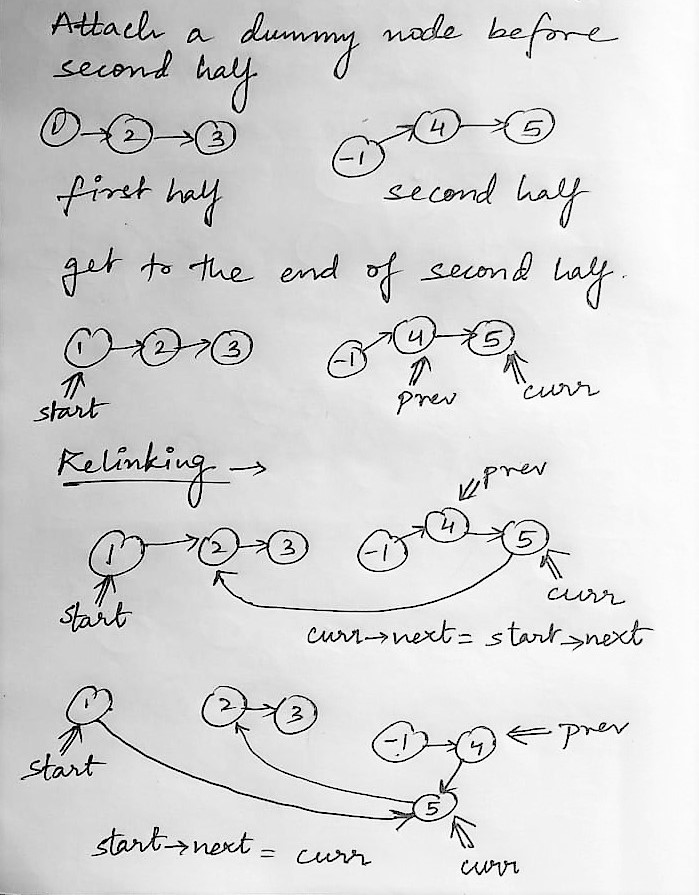 Attach a dummy node before
second half
1 2 3 -1 4 5
first half second half
get to the end of second half.
1 2 3 -1 4 5
start prev curr
Relinking →
prev
1 2 3 -1 4 5
start curr
curr→next = start→next
1 2 3 -1 4 prev
start
5
start→next = curr
curr